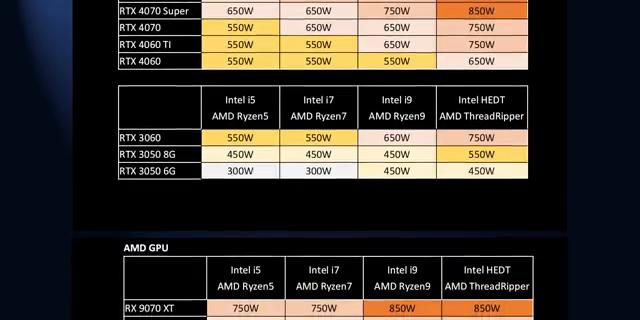 RTX 4070 Super 650W 650W 750W 850W
RTX 4070 550W 650W 650W 750W
RTX 4060 TI 550W 550W 650W 750W
RTX 4060 550W 550W 550W 650W
Intel i5 Intel i7 Intel i9 Intel HEDT
AMD Ryzen5 AMD Ryzen7 AMD Ryzen9 AMD ThreadRipper
RTX 3060 550W 550W 650W 750W
RTX 3050 8G 450W 450W 450W 550W
RTX 3050 6G 300W 300W 450W 450W
AMD GPU
Intel i5 Intel i7 Intel i9 Intel HEDT
AMD Ryzen5 AMD Ryzen7 AMD Ryzen9 AMD ThreadRipper
RX 9070 XT 750W 750W 850W 850W